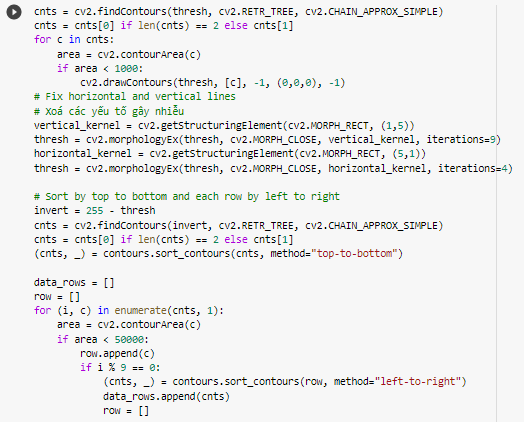 cnts = cv2.findContours(thresh, cv2.RETR_TREE, cv2.CHAIN_APPROX_SIMPLE)
cnts = cnts[0] if len(cnts) == 2 else cnts[1]
for c in cnts:
    area = cv2.contourArea(c)
    if area < 1000:
        cv2.drawContours(thresh, [c], -1, (0,0,0), -1)
# Fix horizontal and vertical lines
# Xoá các yếu tố gây nhiễu
vertical_kernel = cv2.getStructuringElement(cv2.MORPH_RECT, (1,5))
thresh = cv2.morphologyEx(thresh, cv2.MORPH_CLOSE, vertical_kernel, iterations=9)
horizontal_kernel = cv2.getStructuringElement(cv2.MORPH_RECT, (5,1))
thresh = cv2.morphologyEx(thresh, cv2.MORPH_CLOSE, horizontal_kernel, iterations=4)

# Sort by top to bottom and each row by left to right
invert = 255 - thresh
cnts = cv2.findContours(invert, cv2.RETR_TREE, cv2.CHAIN_APPROX_SIMPLE)
cnts = cnts[0] if len(cnts) == 2 else cnts[1]
(cnts, _) = contours.sort_contours(cnts, method="top-to-bottom")

data_rows = []
row = []
for (i, c) in enumerate(cnts, 1):
    area = cv2.contourArea(c)
    if area < 50000:
        row.append(c)
        if i % 9 == 0:
            (cnts, _) = contours.sort_contours(row, method="left-to-right")
            data_rows.append(cnts)
            row = []